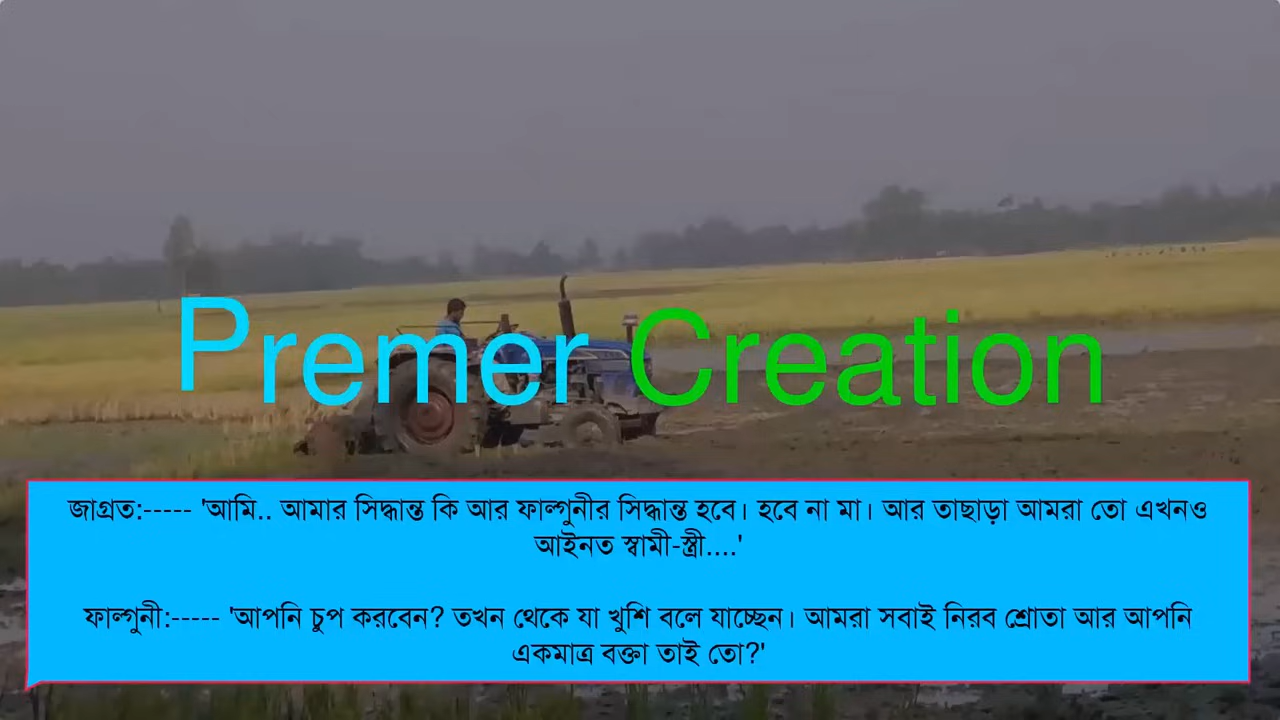 Premer Creation
জাগ্রত:----- 'আমি.. আমার সিদ্ধান্ত কি আর ফাল্গুনীর সিদ্ধান্ত হবে। হবে না মা। আর তাছাড়া আমরা তো এখনও
আইনত স্বামী-স্ত্রী....'
ফাল্গুনী:----- 'আপনি চুপ করবেন? তখন থেকে যা খুশি বলে যাচ্ছেন। আমরা সবাই নিরব শ্রোতা আর আপনি
একমাত্র বক্তা তাই তো?'